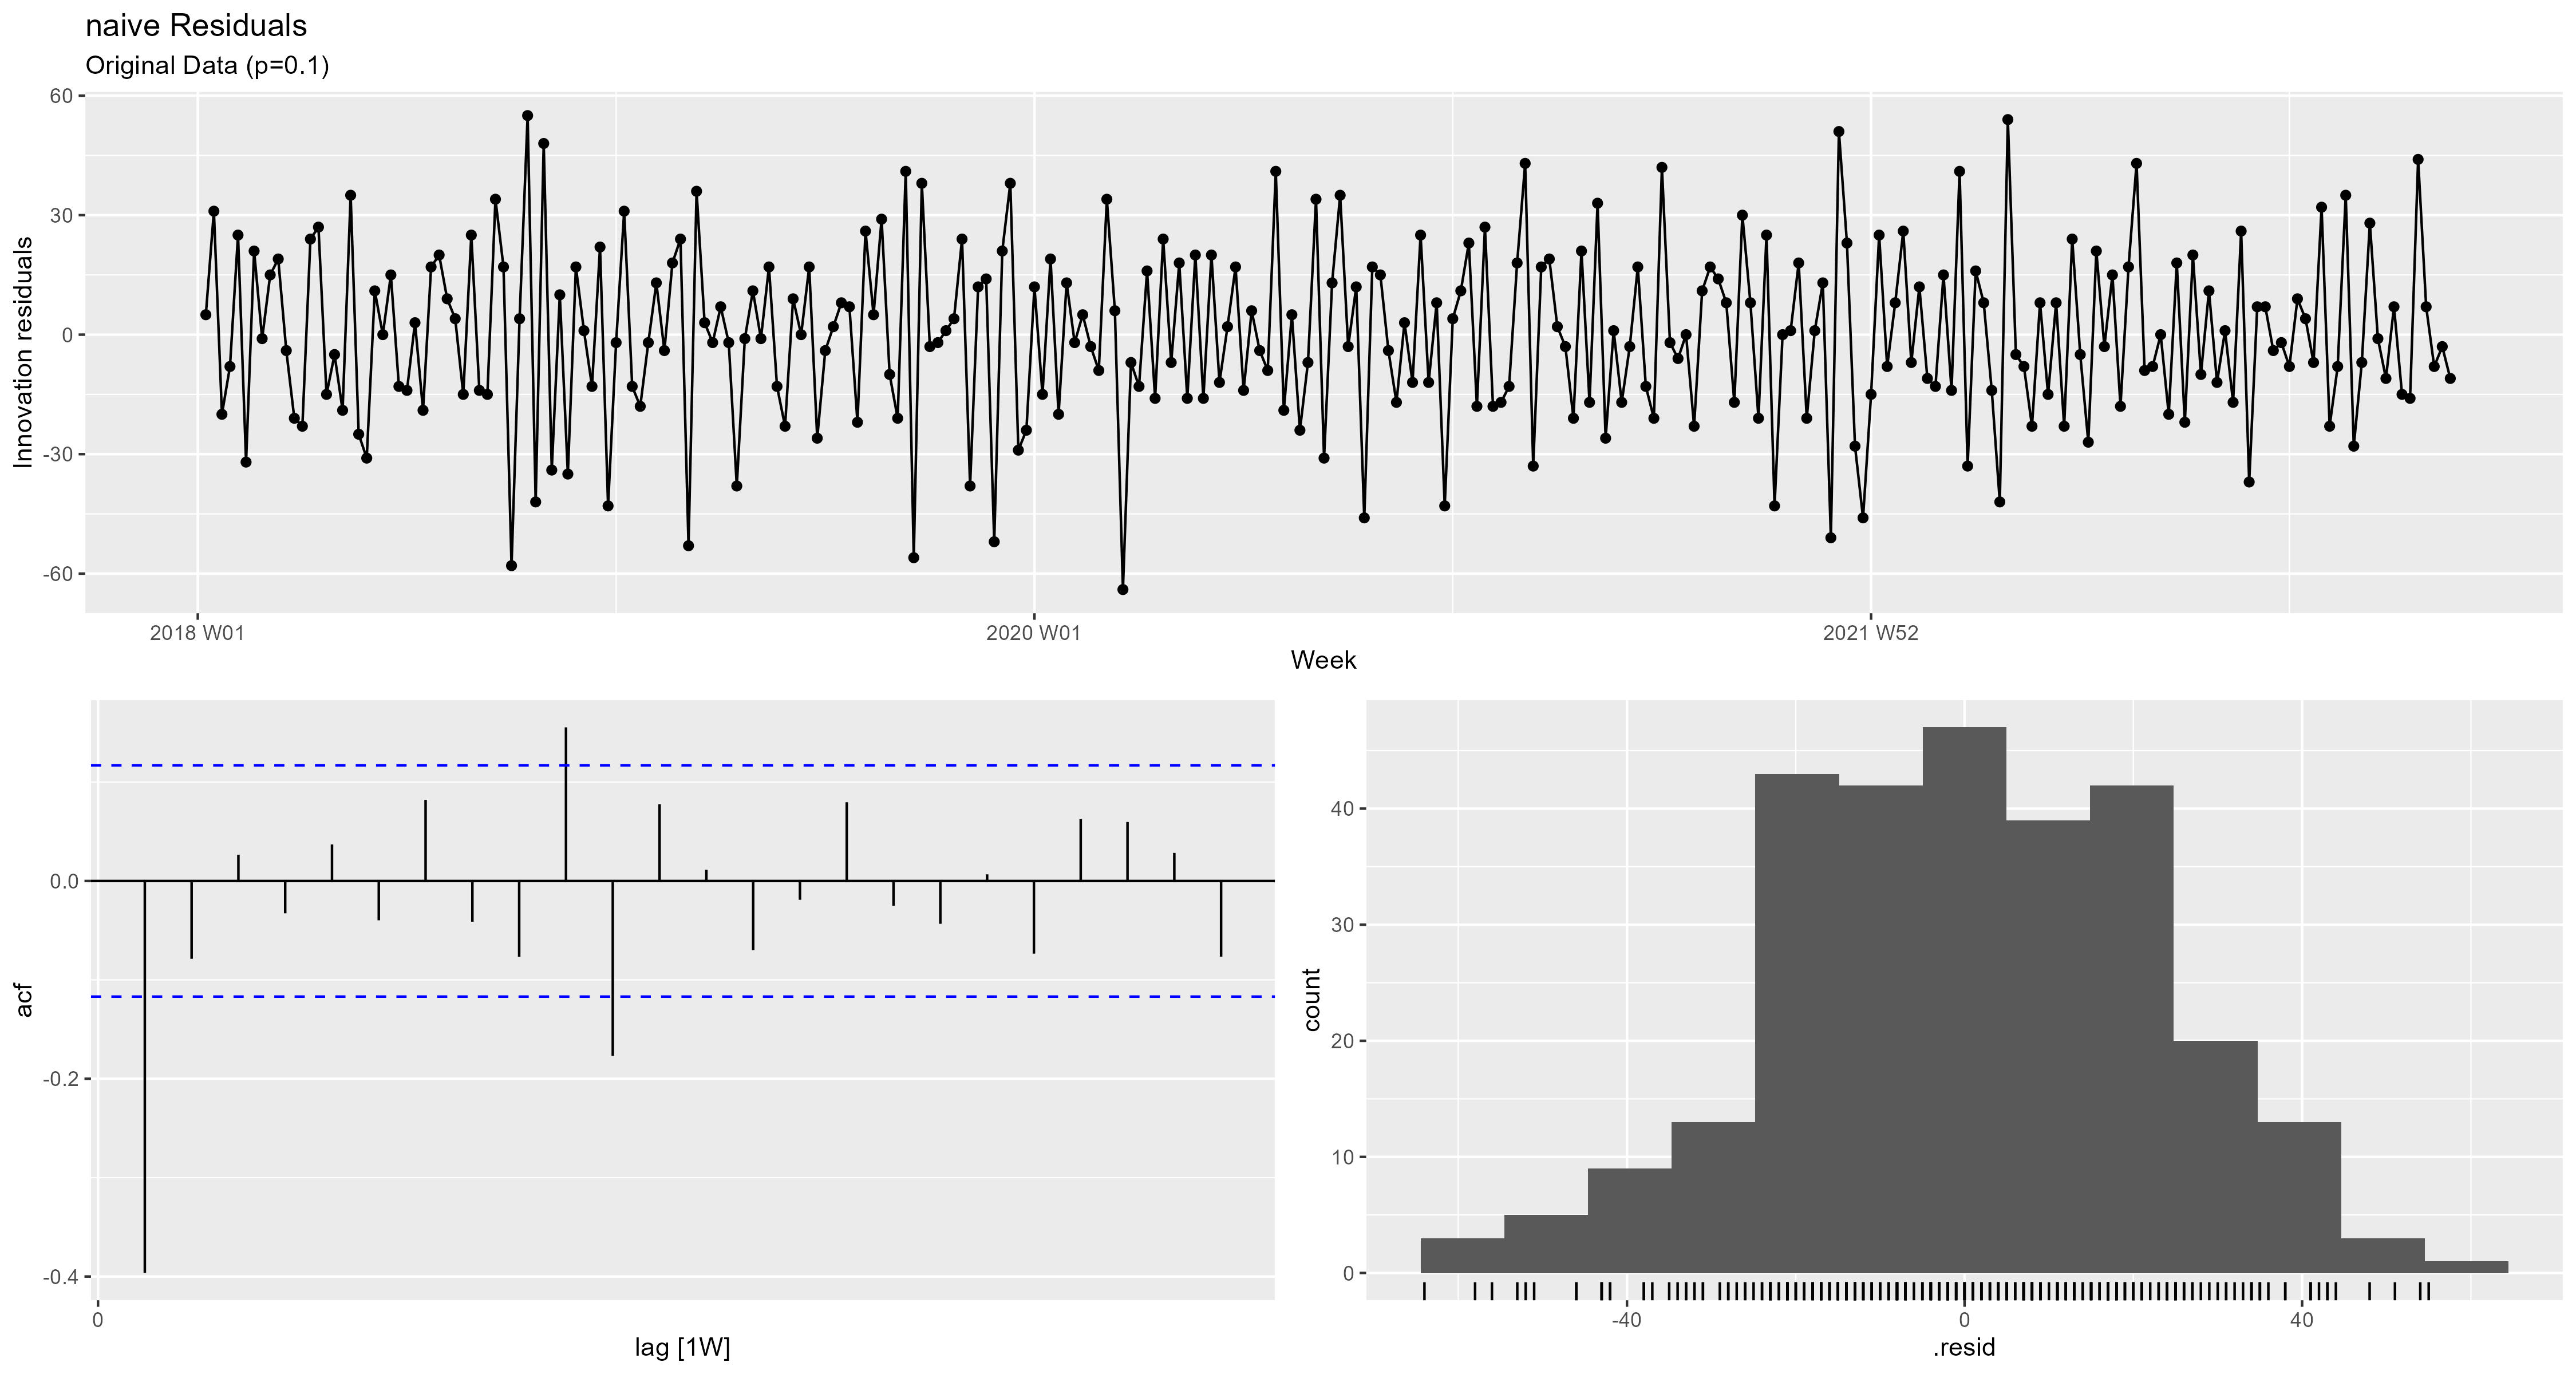 naive Residuals
Original Data (p=0.1)
Innovation residuals
60
30
0
-30
-60
2018 W01
2020 W01
2021 W52
Week
acf
0.0
-0.2
-0.4
0
lag [1W]
count
40
30
20
10
0
-40
0
40
.resid